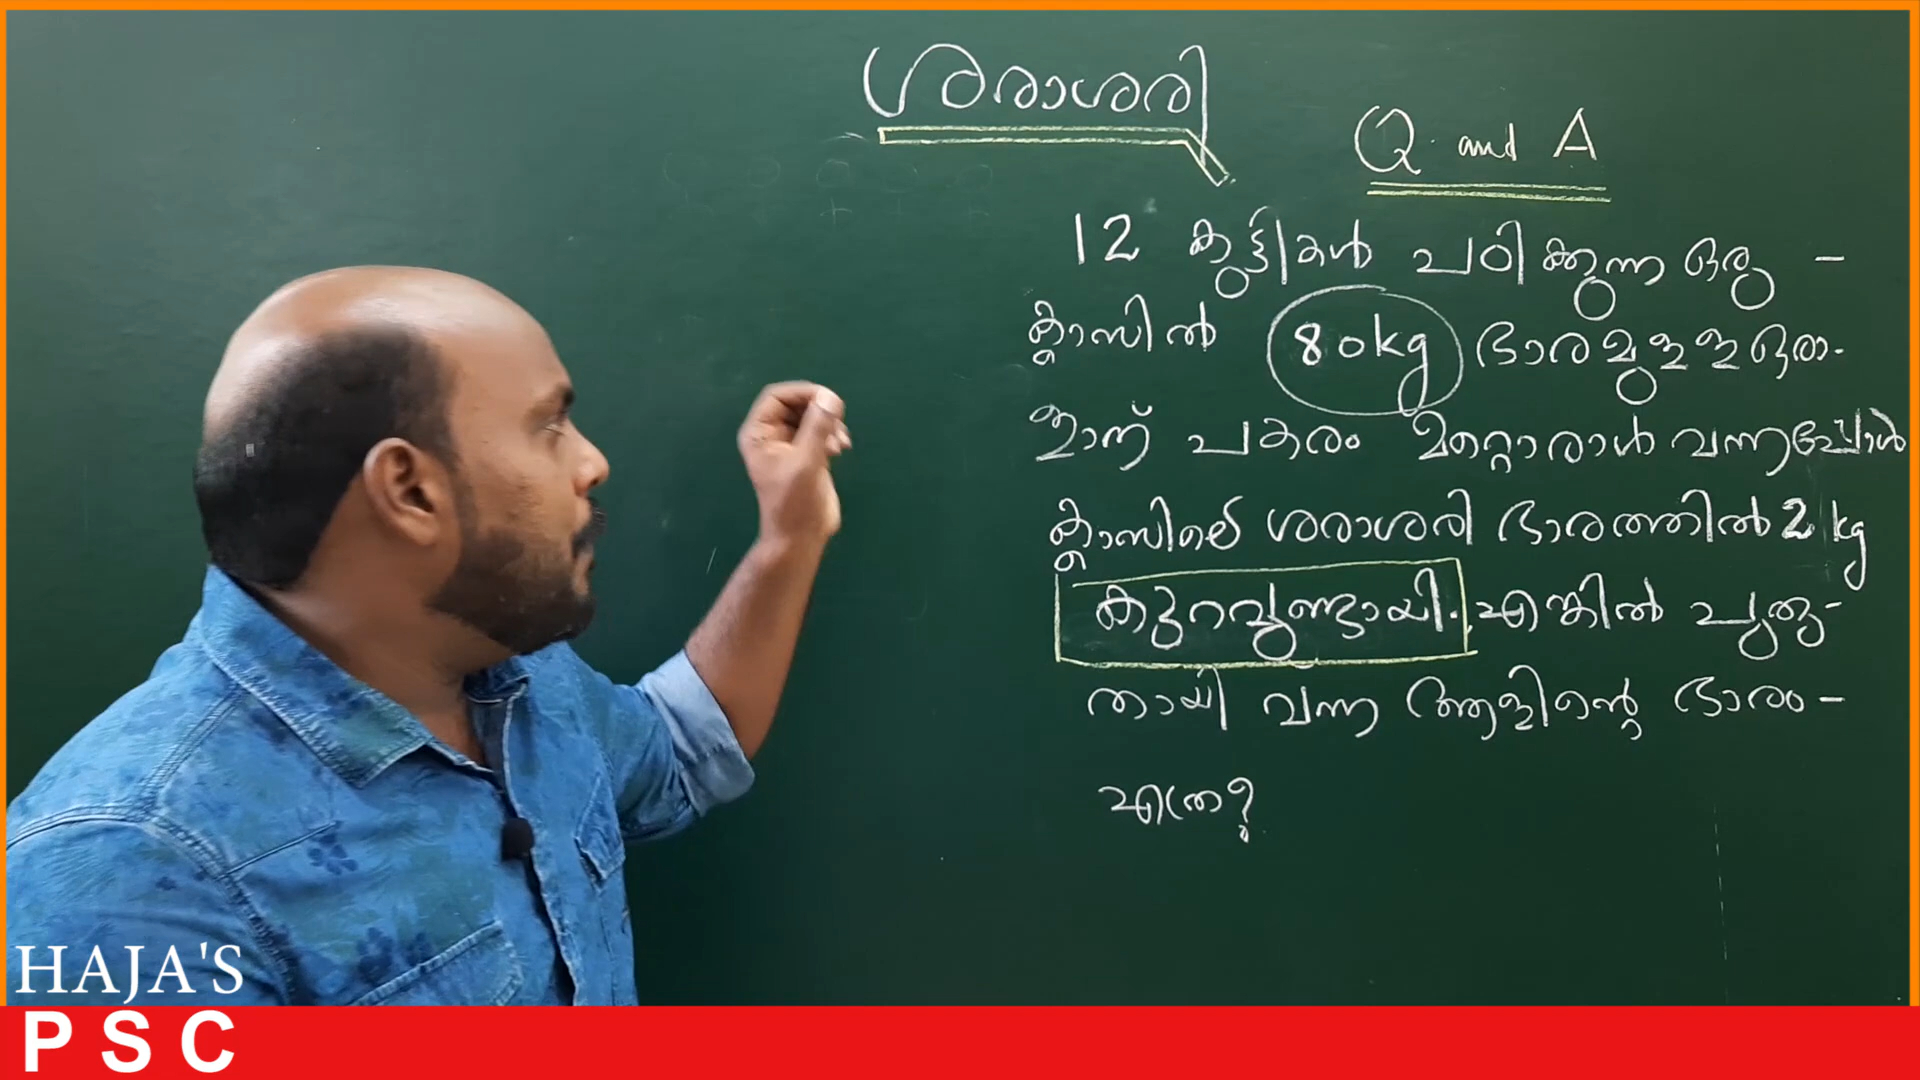 ശരാശരി
Q and A
12 കുട്ടികൾ പഠിക്കുന്ന ഒരു -
ക്ലാസിൽ 80kg ഭാരമുള്ള ഒരാ-
ളാന് പകരം മറ്റൊരാൾ വന്നപ്പോൾ
ക്ലാസിലെ ശരാശരി ഭാരത്തിൽ 2 kg
കുറവുണ്ടായി. എങ്കിൽ പുതു-
തായി വന്ന ആളിന്റെ ഭാരം -
എത്ര?
HAJA'S
PSC